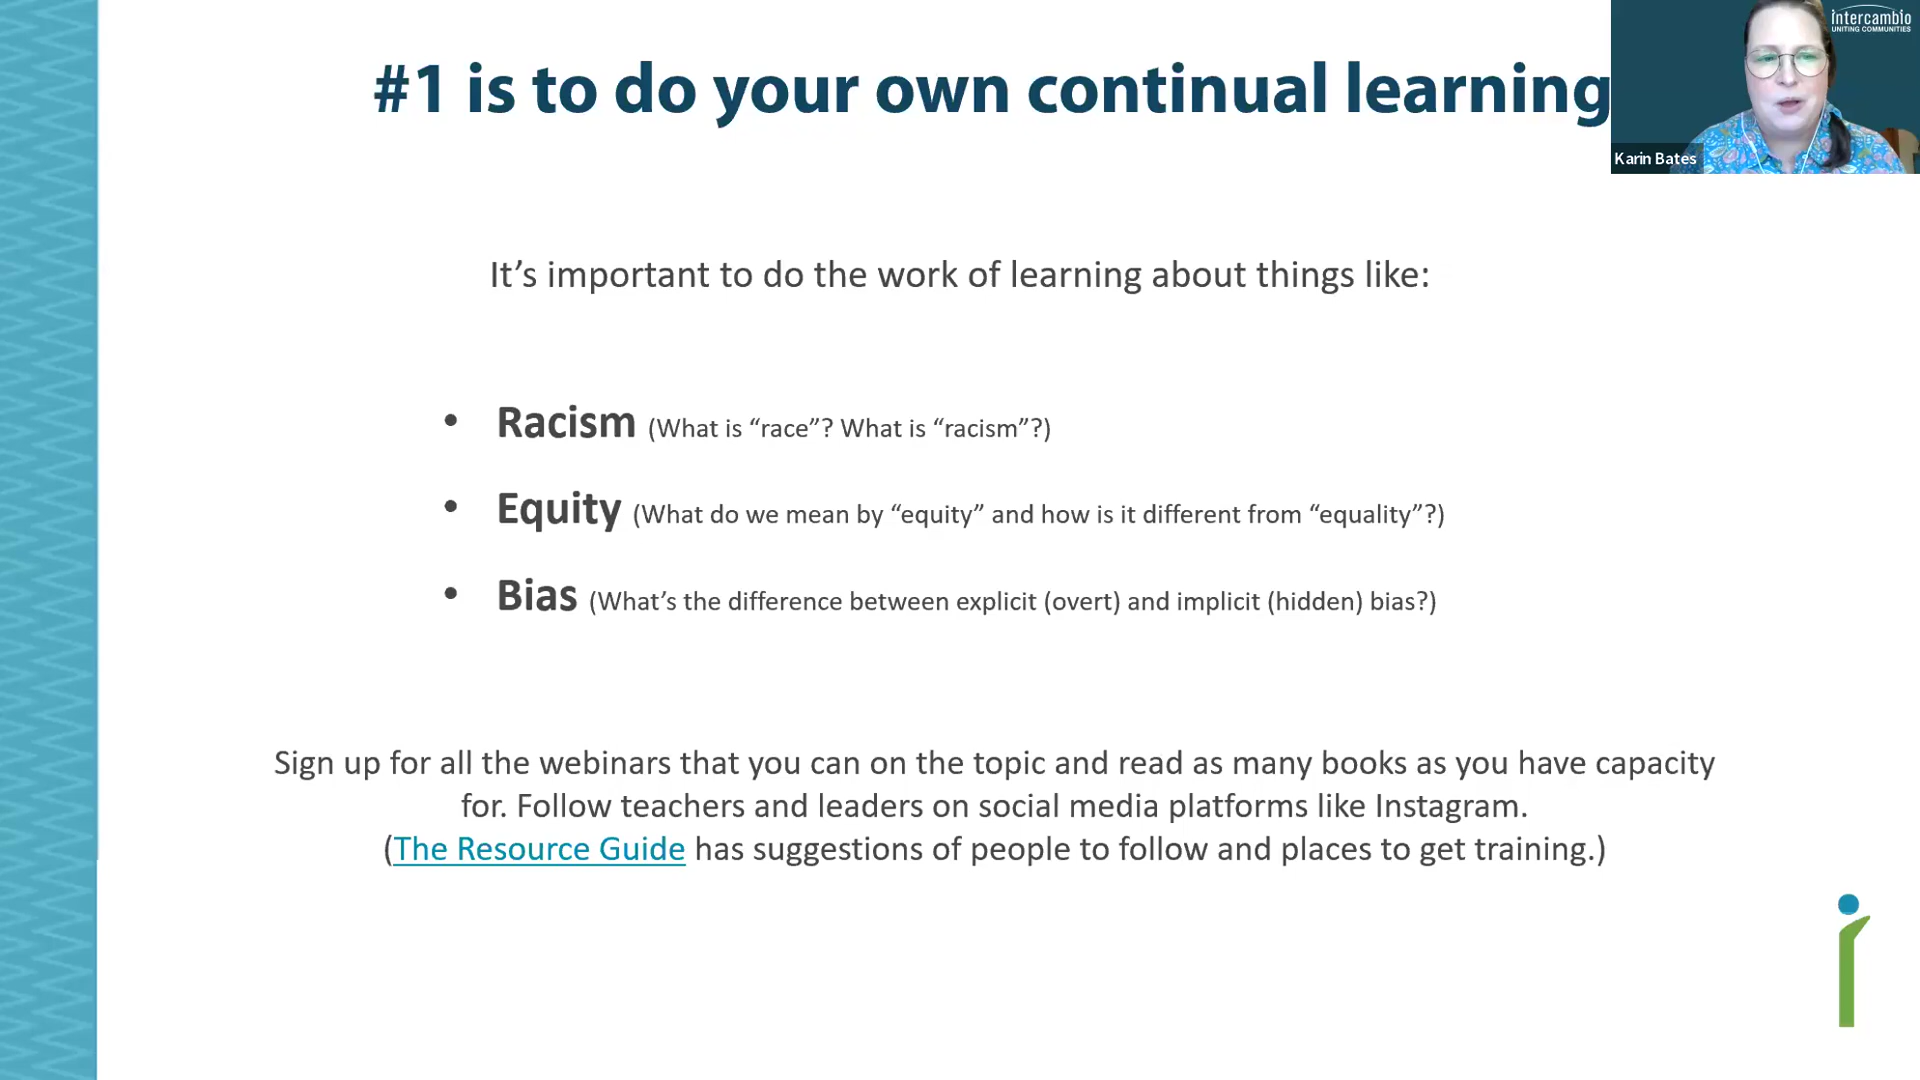 #1 is to do your own continual learning
intercambio
UNITING COMMUNITIES
Karin Bates
It’s important to do the work of learning about things like:
• Racism (What is “race”? What is “racism”?)
• Equity (What do we mean by “equity” and how is it different from “equality”?)
• Bias (What’s the difference between explicit (overt) and implicit (hidden) bias?)
Sign up for all the webinars that you can on the topic and read as many books as you have capacity
for. Follow teachers and leaders on social media platforms like Instagram.
(The Resource Guide has suggestions of people to follow and places to get training.)